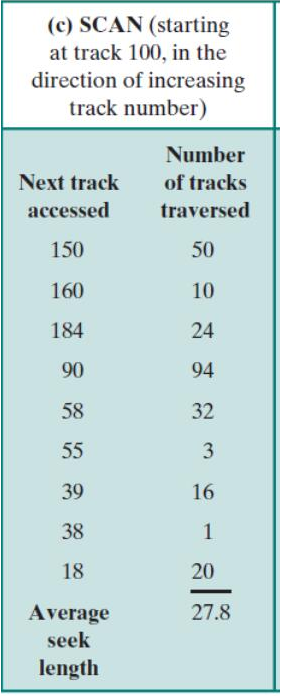 (c) SCAN (starting
at track 100, in the
direction of increasing
track number)
Next track accessed Number of tracks traversed
150 50
160 10
184 24
90 94
58 32
55 3
39 16
38 1
18 20
Average seek length 27.8